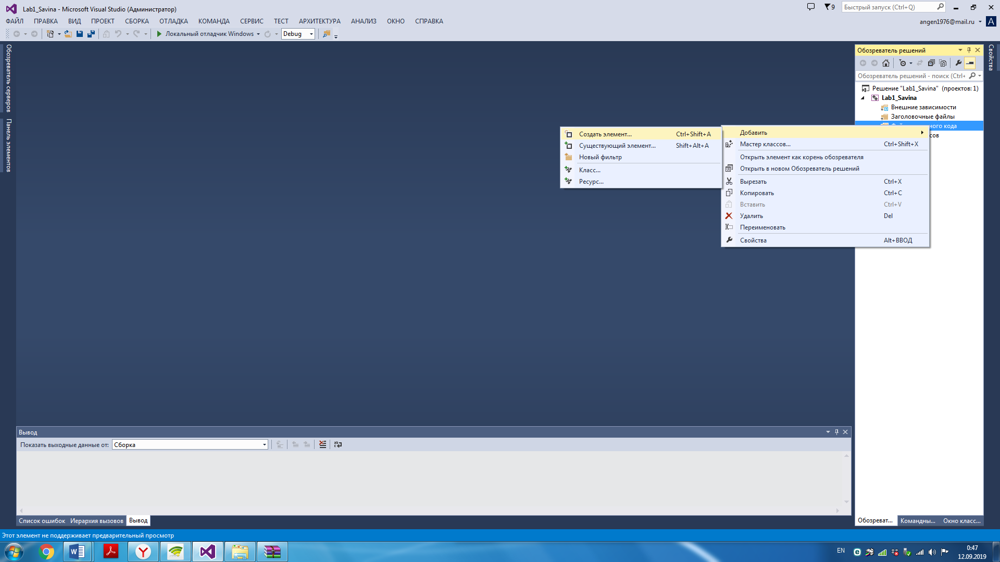 Lab1_Savina - Microsoft Visual Studio (Администратор)
9
Быстрый запуск (Ctrl+Q)
ФАЙЛ ПРАВКА ВИД ПРОЕКТ СБОРКА ОТЛАДКА КОМАНДА СЕРВИС ТЕСТ АРХИТЕКТУРА АНАЛИЗ ОКНО СПРАВКА
angen1976@mail.ru A
Локальный отладчик Windows Debug
Обозреватель серверов
Панель элементов
Обозреватель решений
Обозреватель решений - поиск (Ctrl+
Решение "Lab1_Savina" (проектов: 1)
Lab1_Savina
Внешние зависимости
Заголовочные файлы
ного кода
сов
Свойства
Создать элемент... Ctrl+Shift+A
Существующий элемент... Shift+Alt+A
Новый фильтр
Класс...
Ресурс...
Добавить
Мастер классов... Ctrl+Shift+X
Открыть элемент как корень обозревателя
Открыть в новом Обозреватель решений
Вырезать Ctrl+X
Копировать Ctrl+C
Вставить Ctrl+V
Удалить Del
Переименовать
Свойства Alt+ВВОД
Вывод
Показать выходные данные от: Сборка
Список ошибок Иерархия вызовов Вывод
Обозреват... Командны... Окно класс...
Этот элемент не поддерживает предварительный просмотр
EN
0:47
12.09.2019